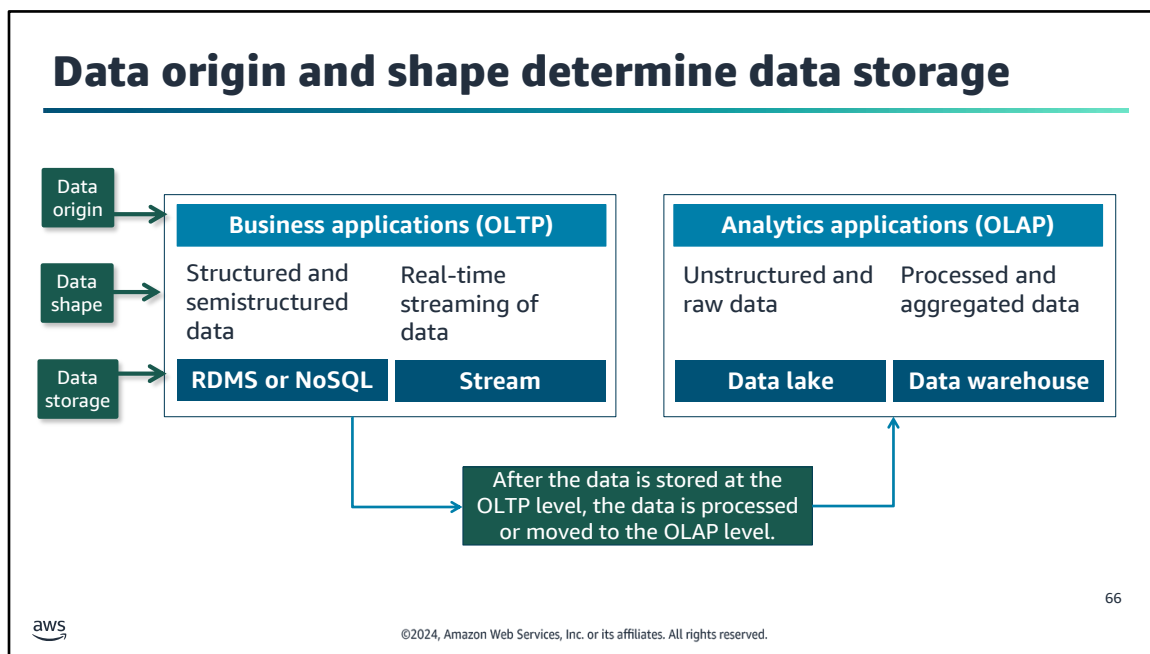 Data origin and shape determine data storage
Data
origin
Business applications (OLTP)
Analytics applications (OLAP)
Data
shape
Structured and
semistructured
data
Real-time
streaming of
data
Unstructured and
raw data
Processed and
aggregated data
Data
storage
RDMS or NoSQL
Stream
Data lake
Data warehouse
After the data is stored at the
OLTP level, the data is processed
or moved to the OLAP level.
66
aws
©2024, Amazon Web Services, Inc. or its affiliates. All rights reserved.